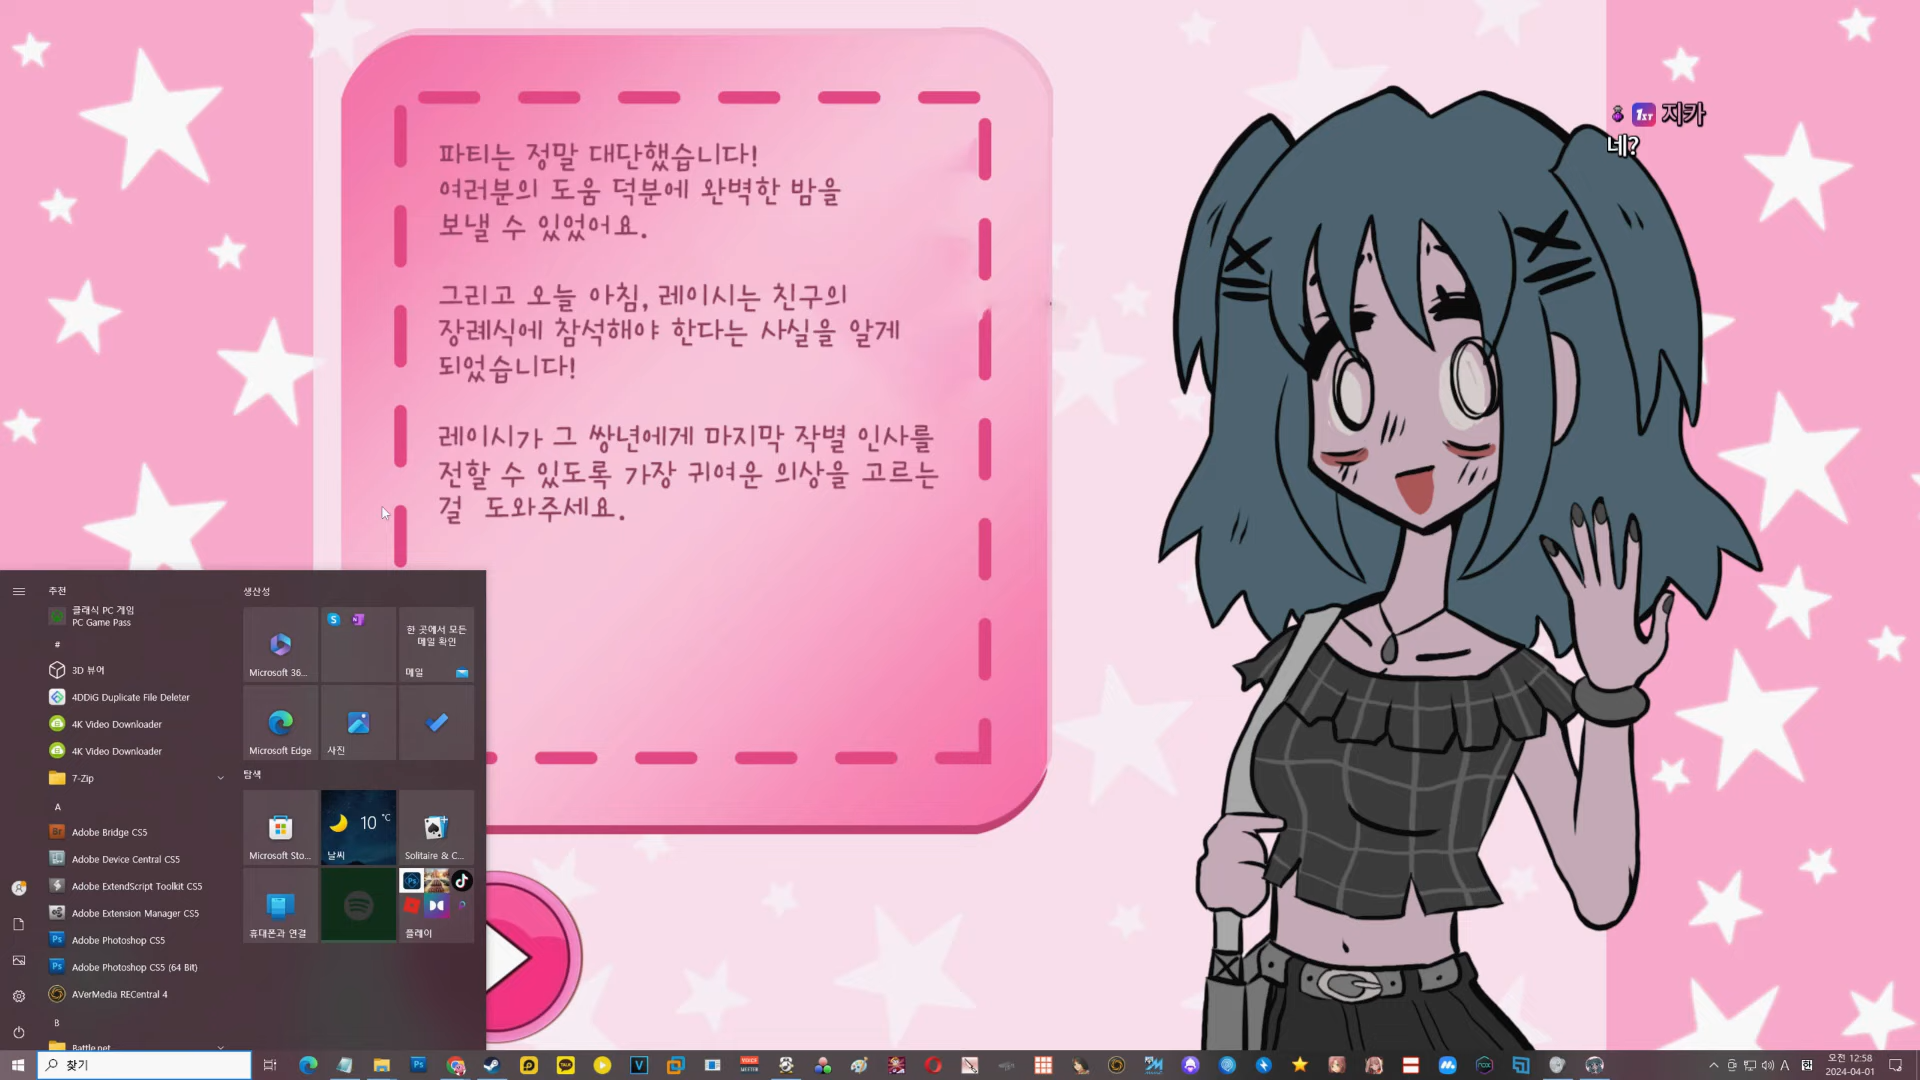 파티는 정말 대단했습니다!
여러분의 도움 덕분에 완벽한 밤을
보낼 수 있었어요.
그리고 오늘 아침, 레이시는 친구의
장례식에 참석해야 한다는 사실을 알게
되었습니다!
레이시가 그 쌍년에게 마지막 작별 인사를
전할 수 있도록 가장 귀여운 의상을 고르는
걸 도와주세요.
지카
네?
추천
클래식 PC 게임
PC Game Pass
#
3D 뷰어
4DDiG Duplicate File Deleter
4K Video Downloader
4K Video Downloader
7-Zip
A
Adobe Bridge CS5
Adobe Device Central CS5
Adobe ExtendScript Toolkit CS5
Adobe Extension Manager CS5
Adobe Photoshop CS5
Adobe Photoshop CS5 (64 Bit)
AVerMedia RECentral 4
B
Battle.net
생산성
Microsoft 36...
한 곳에서 모든
메일 확인
메일
Microsoft Edge
사진
탐색
Microsoft Sto...
10 °C
날씨
Solitaire & C...
휴대폰과 연결
플레이
찾기
A
오전 12:58
2024-04-01